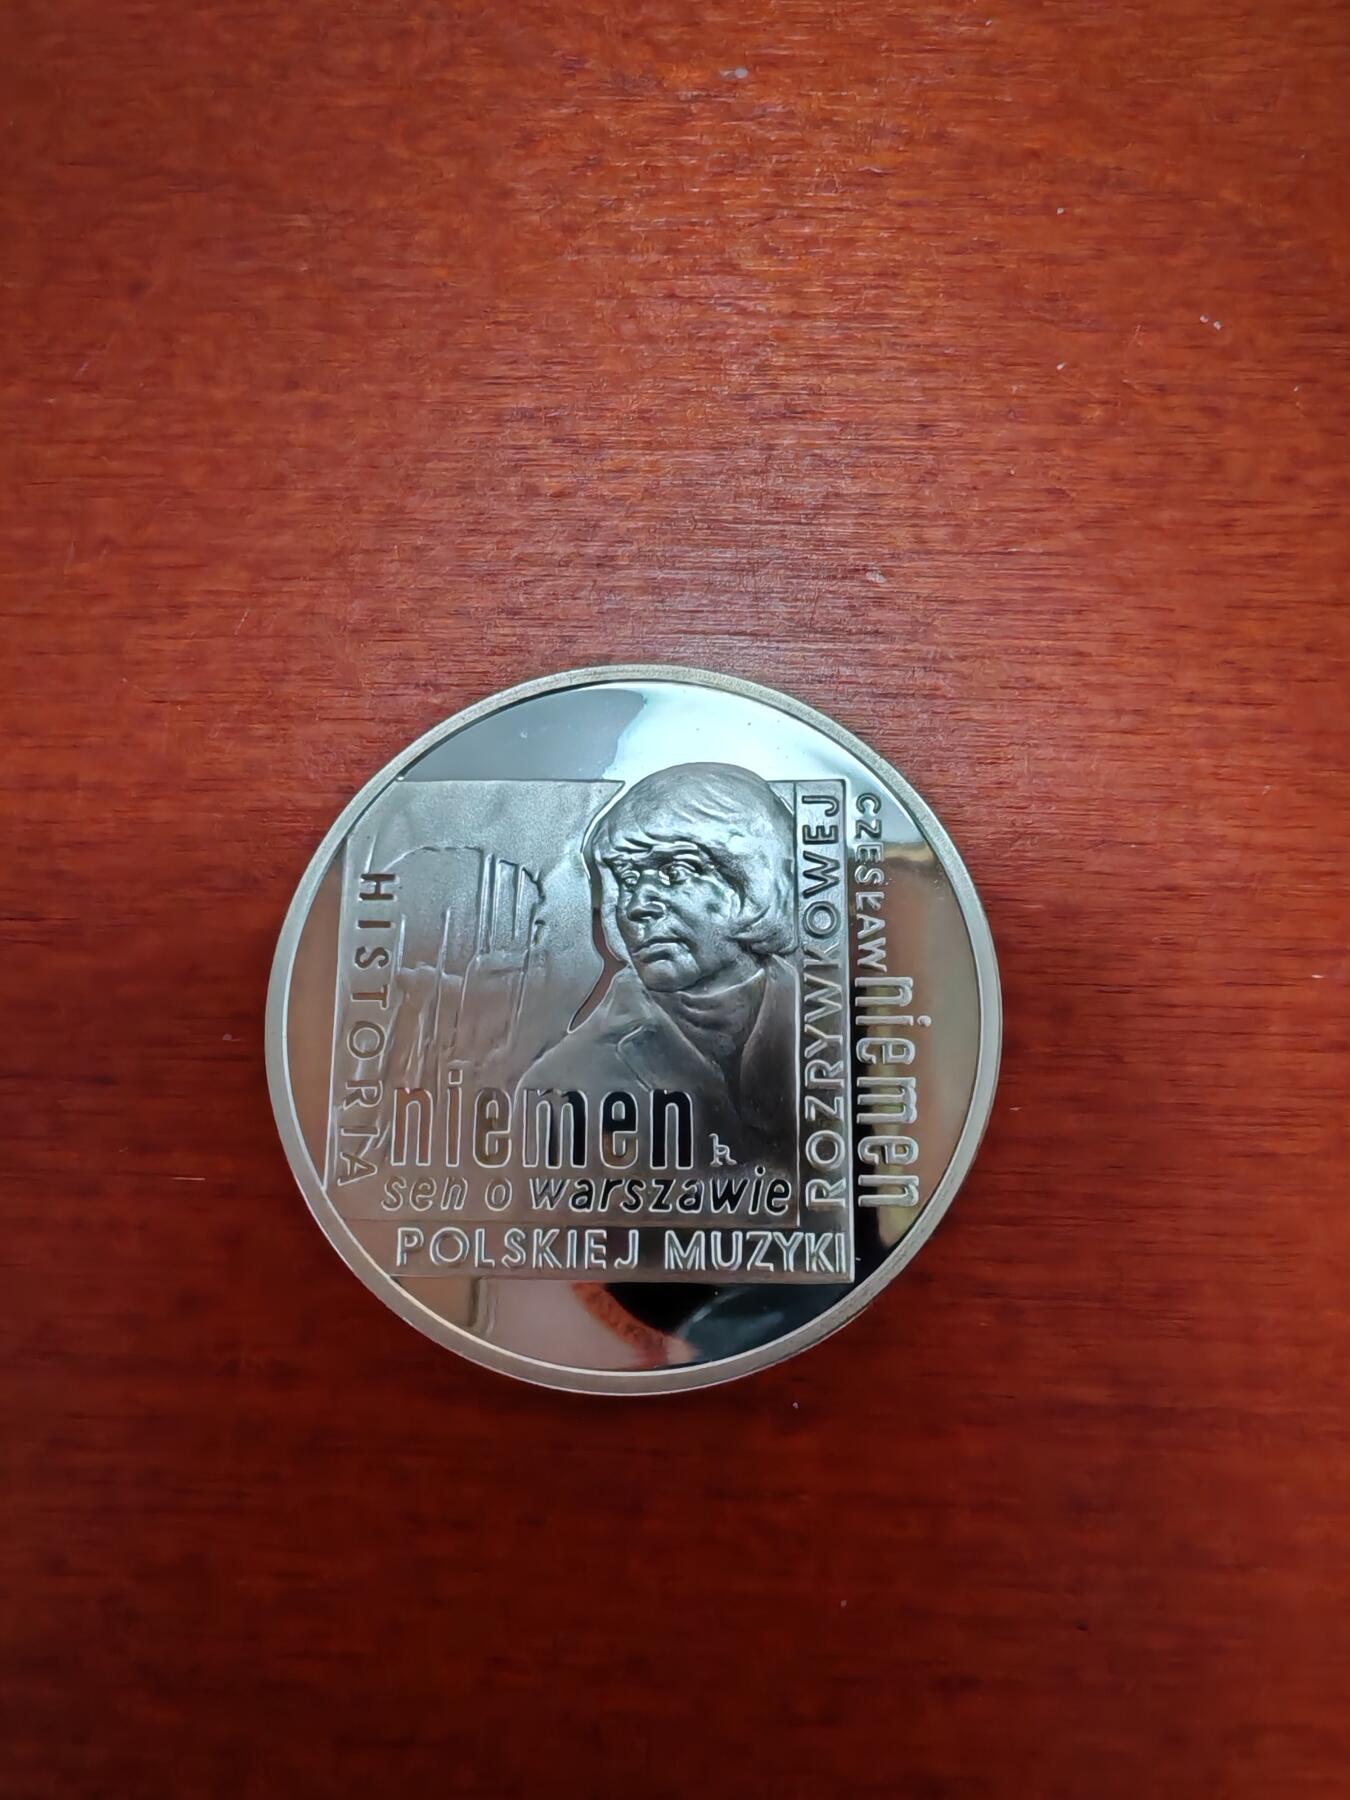 HISTORIA
POLSKIEJ MUZYKI
ROZRYWKOWEJ
niemen
sen o warszawie
CZESŁAW niemen